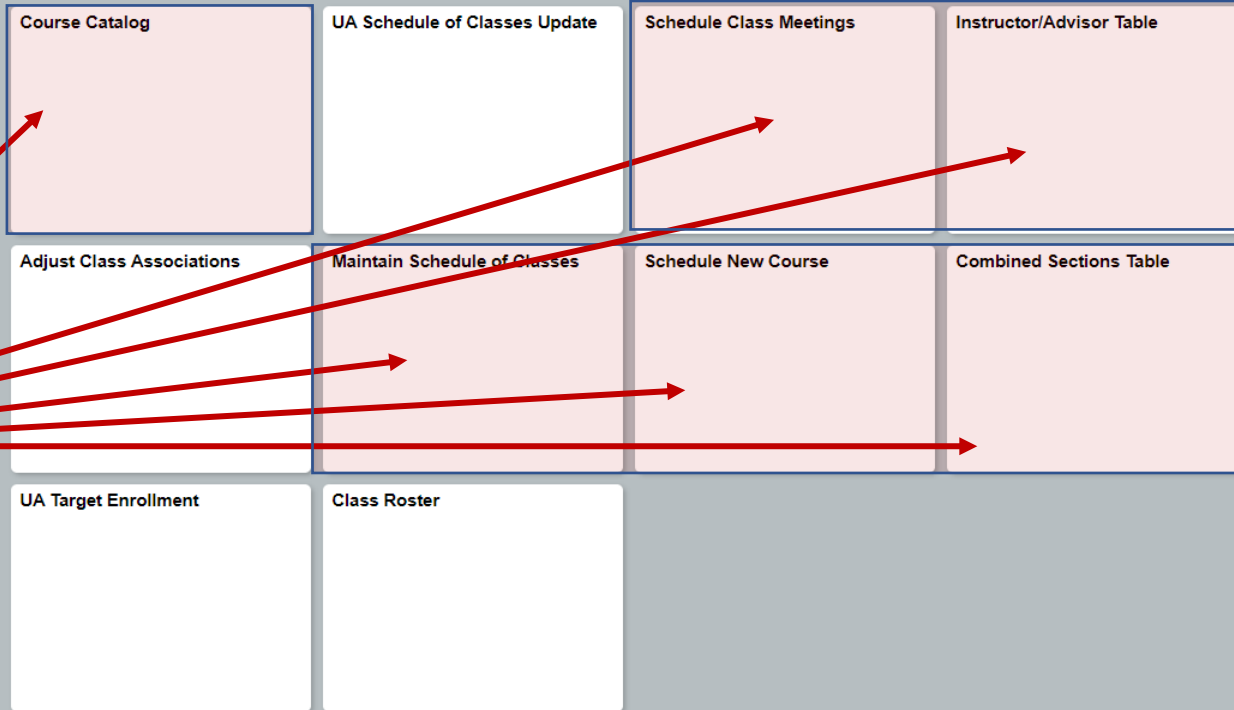 Course Catalog
UA Schedule of Classes Update
Schedule Class Meetings
Instructor/Advisor Table
Adjust Class Associations
Maintain Schedule of Classes
Schedule New Course
Combined Sections Table
UA Target Enrollment
Class Roster